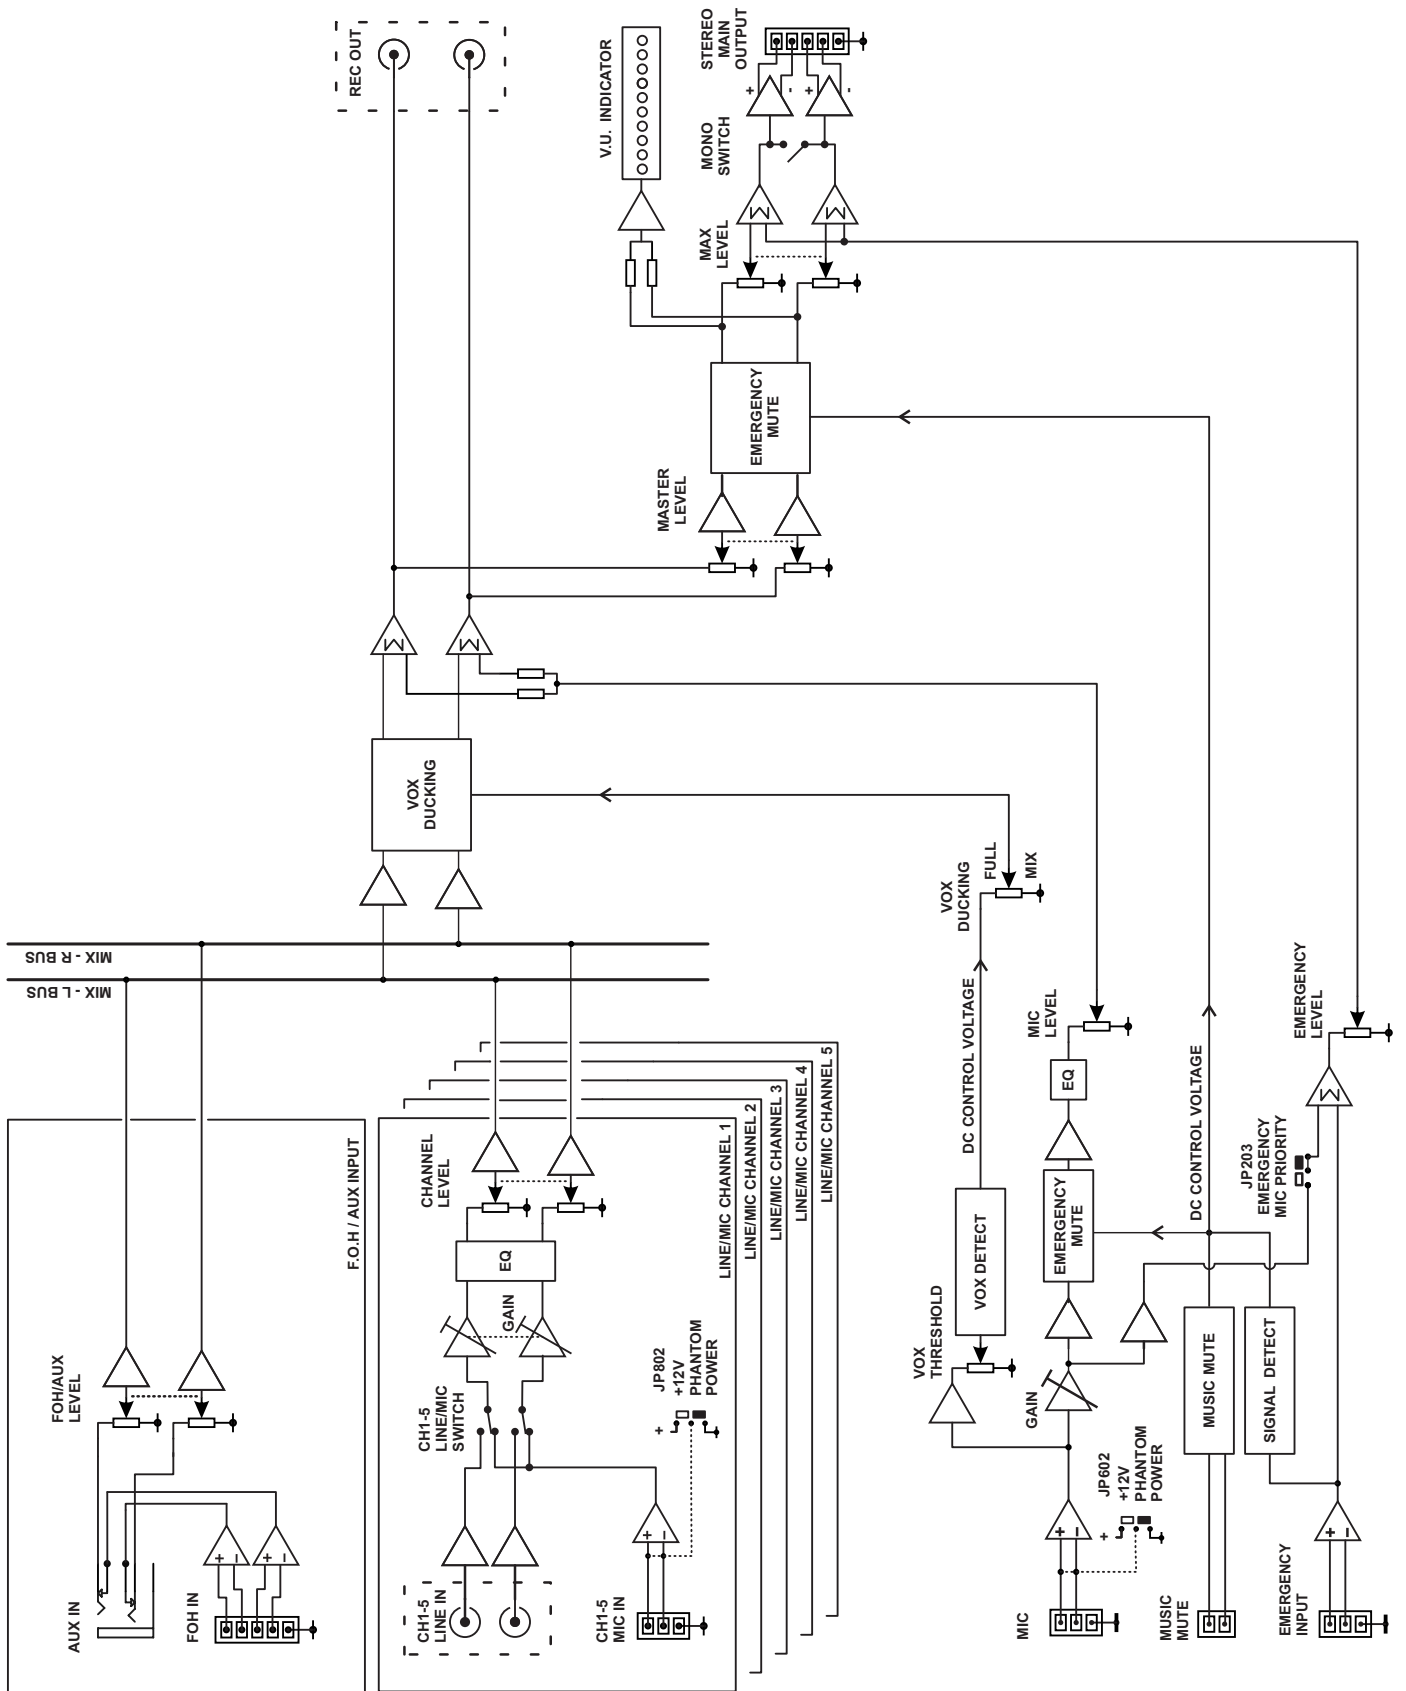 REC OUT
V.U. INDICATOR
STEREO
MAIN
OUTPUT
+
-
+
-
MONO
SWITCH
MAX
LEVEL
Σ
Σ
EMERGENCY
MUTE
MASTER
LEVEL
Σ
Σ
VOX
DUCKING
MIX - R BUS
MIX - L BUS
VOX
DUCKING
FULL
MIX
DC CONTROL VOLTAGE
MIC
LEVEL
EQ
EMERGENCY
MUTE
VOX DETECT
VOX
THRESHOLD
GAIN
DC CONTROL VOLTAGE
EMERGENCY
LEVEL
Σ
JP203
EMERGENCY
MIC PRIORITY
MUSIC MUTE
SIGNAL DETECT
F.O.H / AUX INPUT
FOH/AUX
LEVEL
AUX IN
FOH IN
+
–
+
–
LINE/MIC CHANNEL 1
LINE/MIC CHANNEL 2
LINE/MIC CHANNEL 3
LINE/MIC CHANNEL 4
LINE/MIC CHANNEL 5
CHANNEL
LEVEL
EQ
GAIN
CH1-5
LINE/MIC
SWITCH
JP802
+12V
PHANTOM
POWER
+
CH1-5
LINE IN
CH1-5
MIC IN
+
–
JP602
+12V
PHANTOM
POWER
+
MIC
+
–
MUSIC
MUTE
EMERGENCY
INPUT
+
–